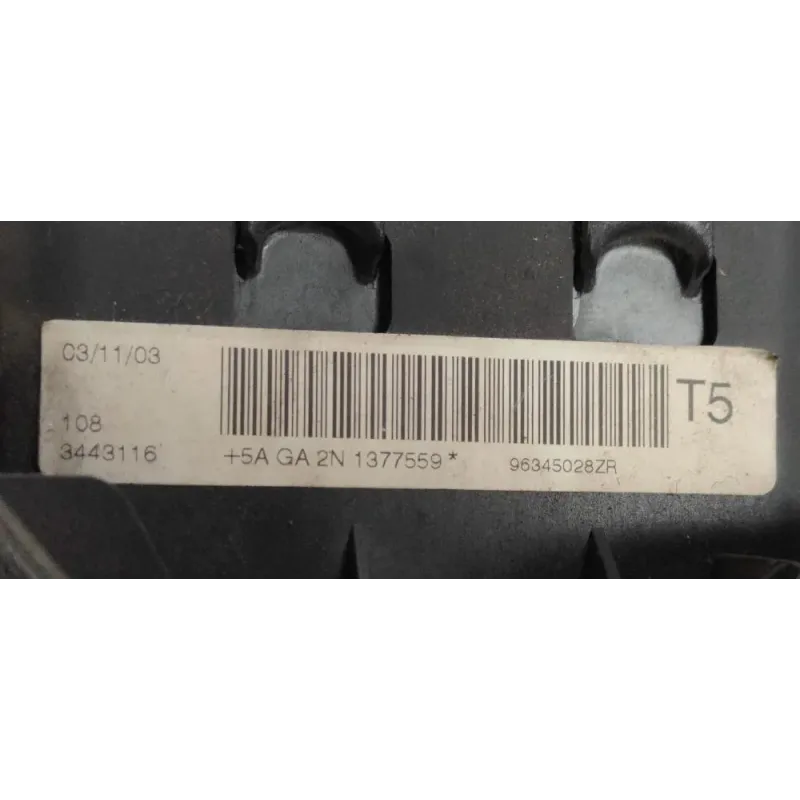 03/11/03
T5
108
3443116
+5A GA 2N 1377559*
96345028ZR